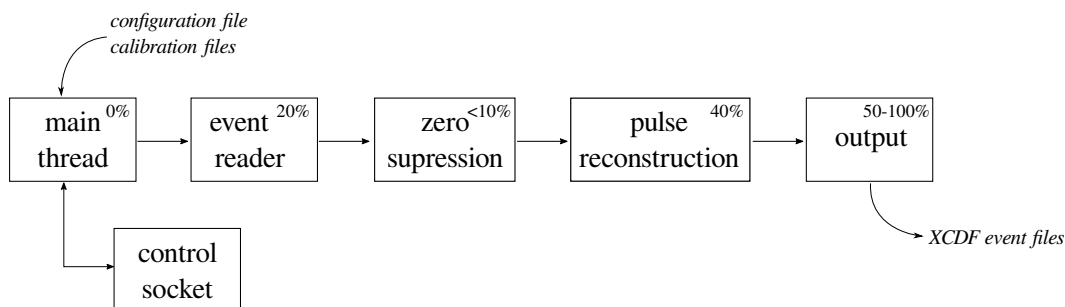 configuration file
calibration files
main 0%
thread
event 20%
reader
zero <10%
supression
pulse 40%
reconstruction
50-100%
output
XCDF event files
control
socket